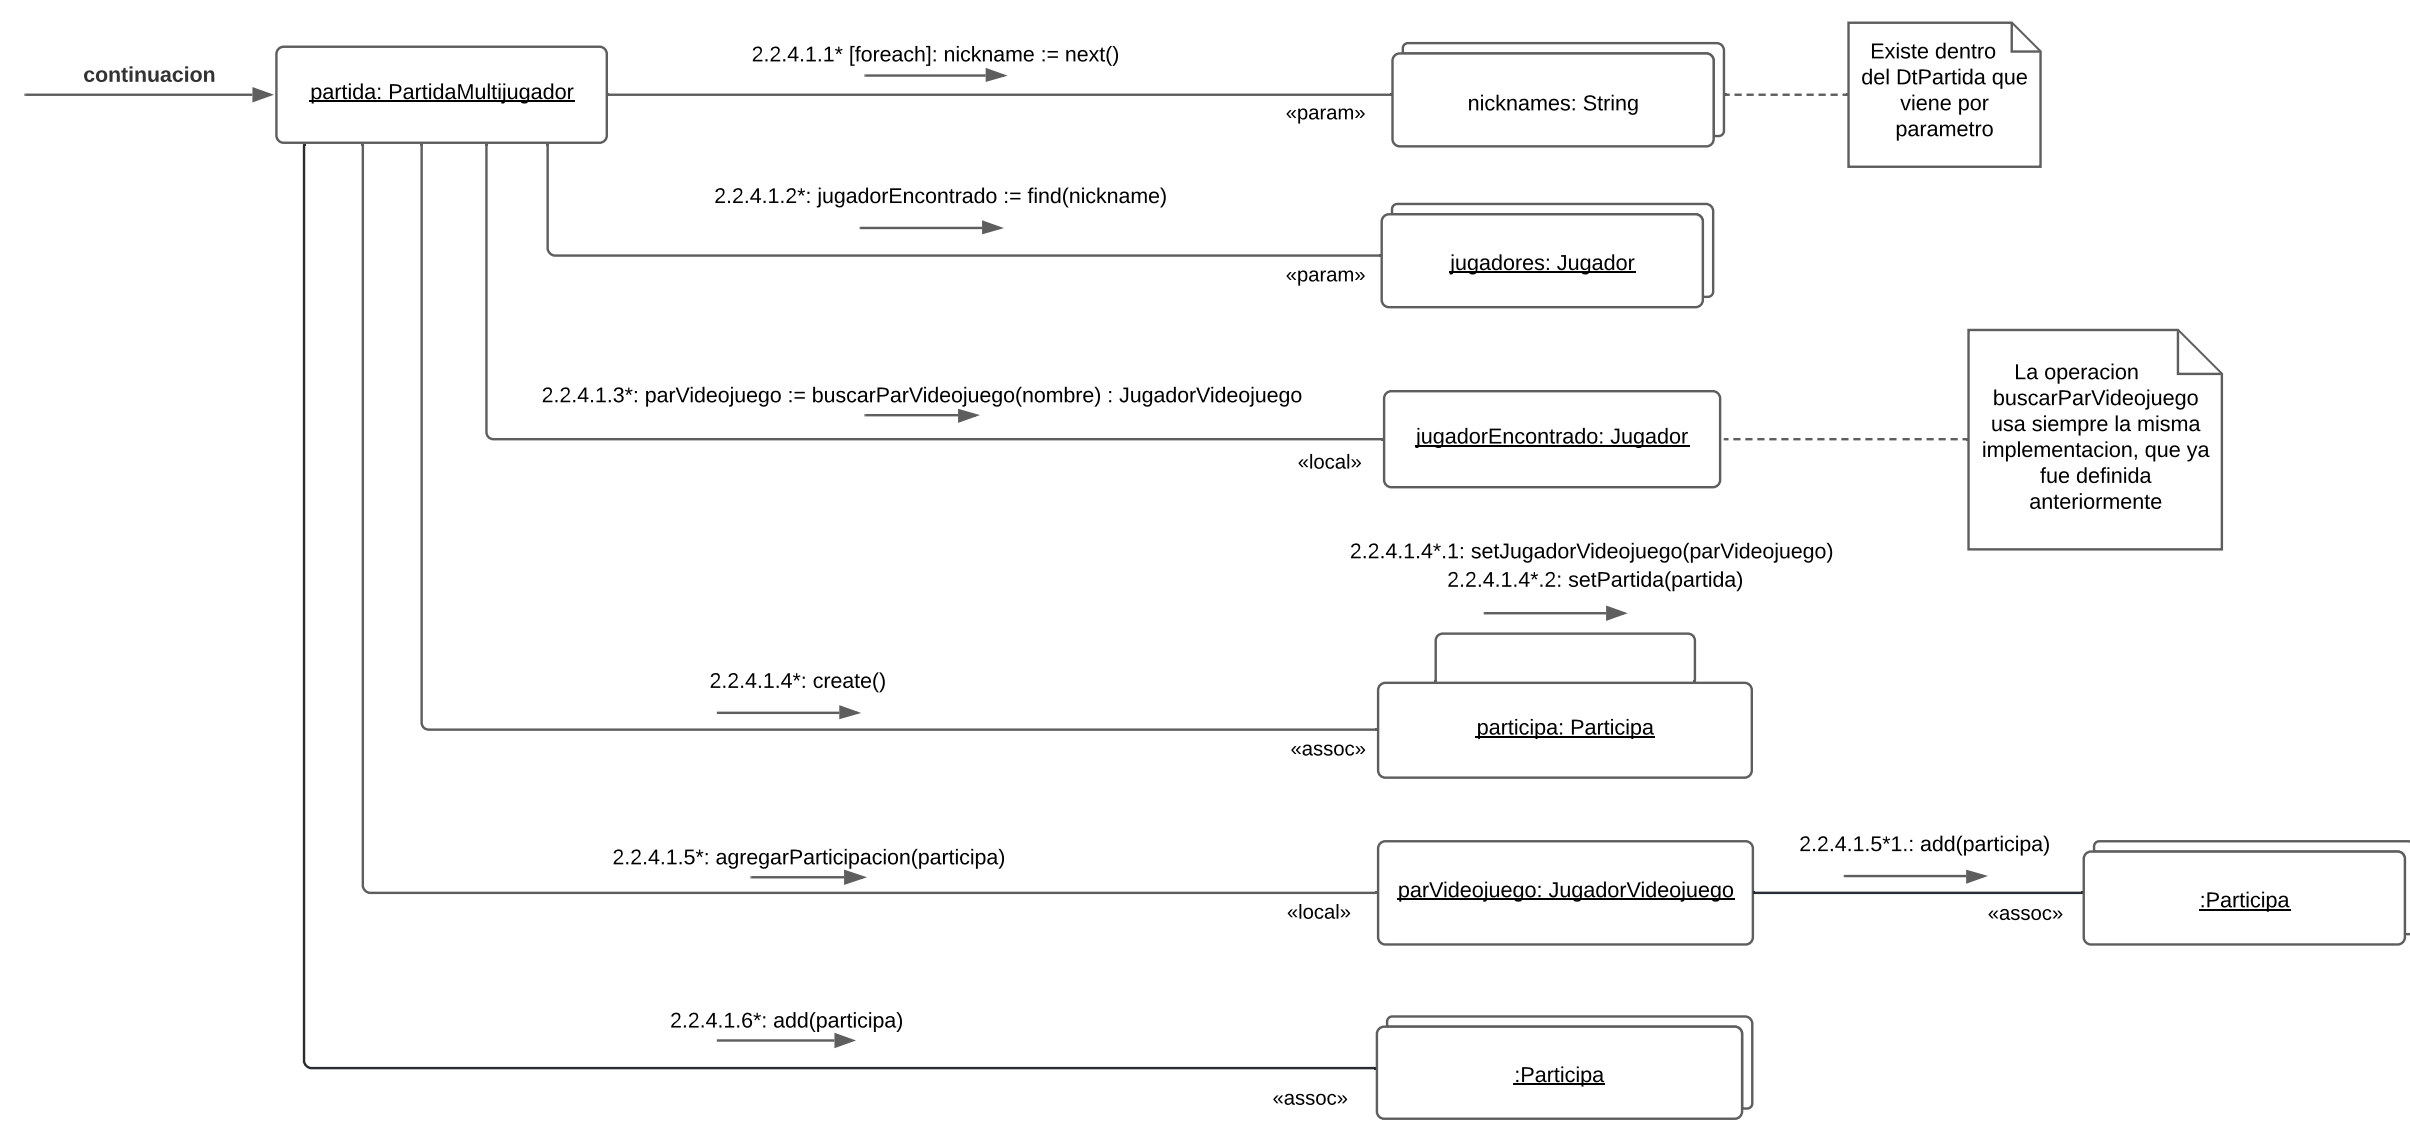 continuacion
partida: PartidaMultijugador
2.2.4.1.1* [foreach]: nickname := next()
«param»
nicknames: String
Existe dentro
del DtPartida que
viene por
parametro
2.2.4.1.2*: jugadorEncontrado := find(nickname)
«param»
jugadores: Jugador
2.2.4.1.3*: parVideojuego := buscarParVideojuego(nombre) : JugadorVideojuego
«local»
jugadorEncontrado: Jugador
La operacion
buscarParVideojuego
usa siempre la misma
implementacion, que ya
fue definida
anteriormente
2.2.4.1.4*.1: setJugadorVideojuego(parVideojuego)
2.2.4.1.4*.2: setPartida(partida)
2.2.4.1.4*: create()
«assoc»
participa: Participa
2.2.4.1.5*: agregarParticipacion(participa)
«local»
parVideojuego: JugadorVideojuego
2.2.4.1.5*1.: add(participa)
«assoc»
:Participa
2.2.4.1.6*: add(participa)
«assoc»
:Participa